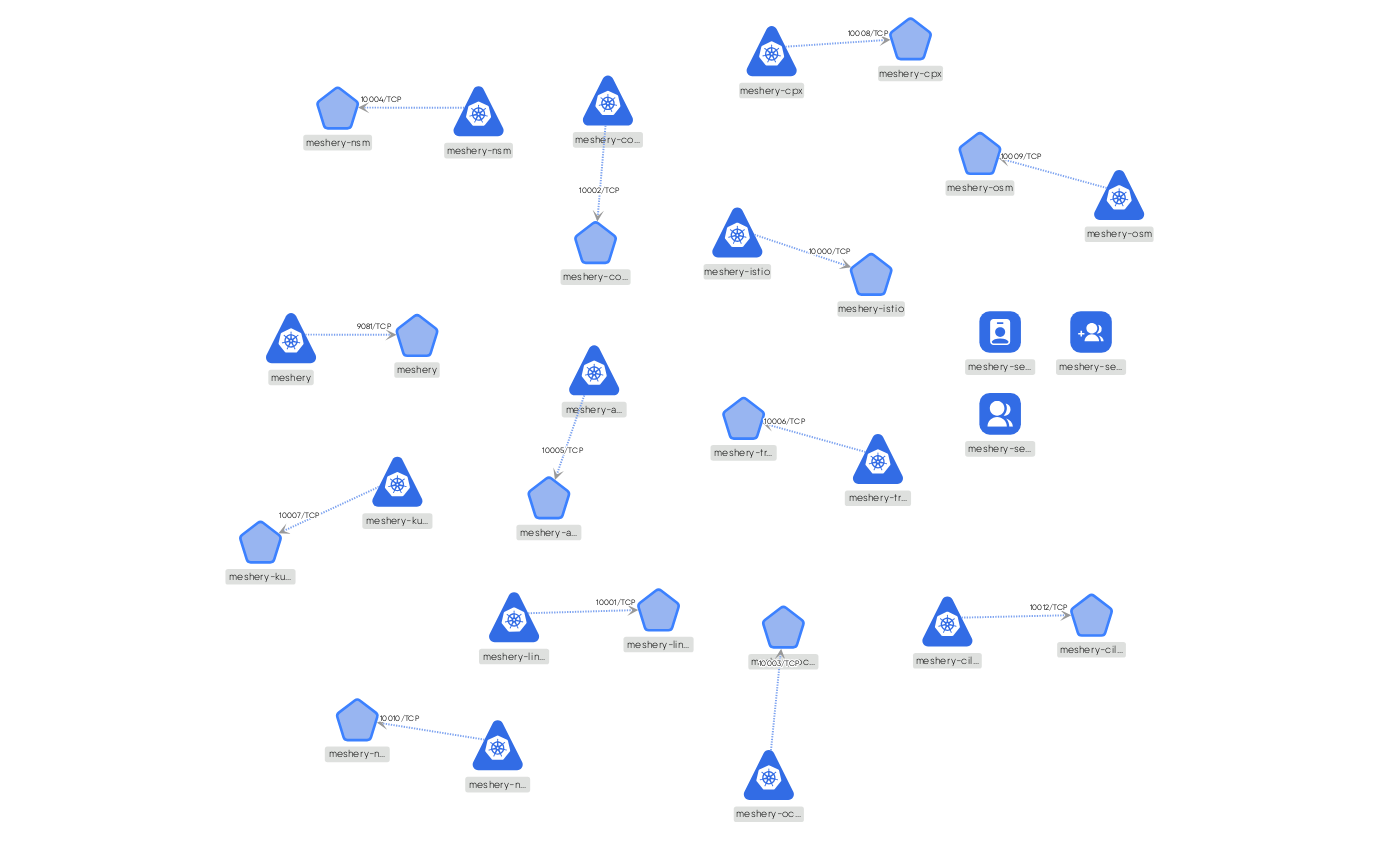 10008/TCP
meshery-cpx
meshery-cpx
10004/TCP
meshery-nsm
meshery-nsm
meshery-co...
10002/TCP
meshery-co...
10009/TCP
meshery-osm
meshery-osm
10000/TCP
meshery-istio
meshery-istio
9081/TCP
meshery
meshery
meshery-se...
meshery-se...
meshery-se...
meshery-a...
10005/TCP
meshery-a...
10006/TCP
meshery-tr...
meshery-tr...
10007/TCP
meshery-ku...
meshery-ku...
10001/TCP
meshery-lin...
meshery-lin...
10003/TCP
meshery-oc...
10012/TCP
meshery-cil...
meshery-cil...
10010/TCP
meshery-n...
meshery-n...